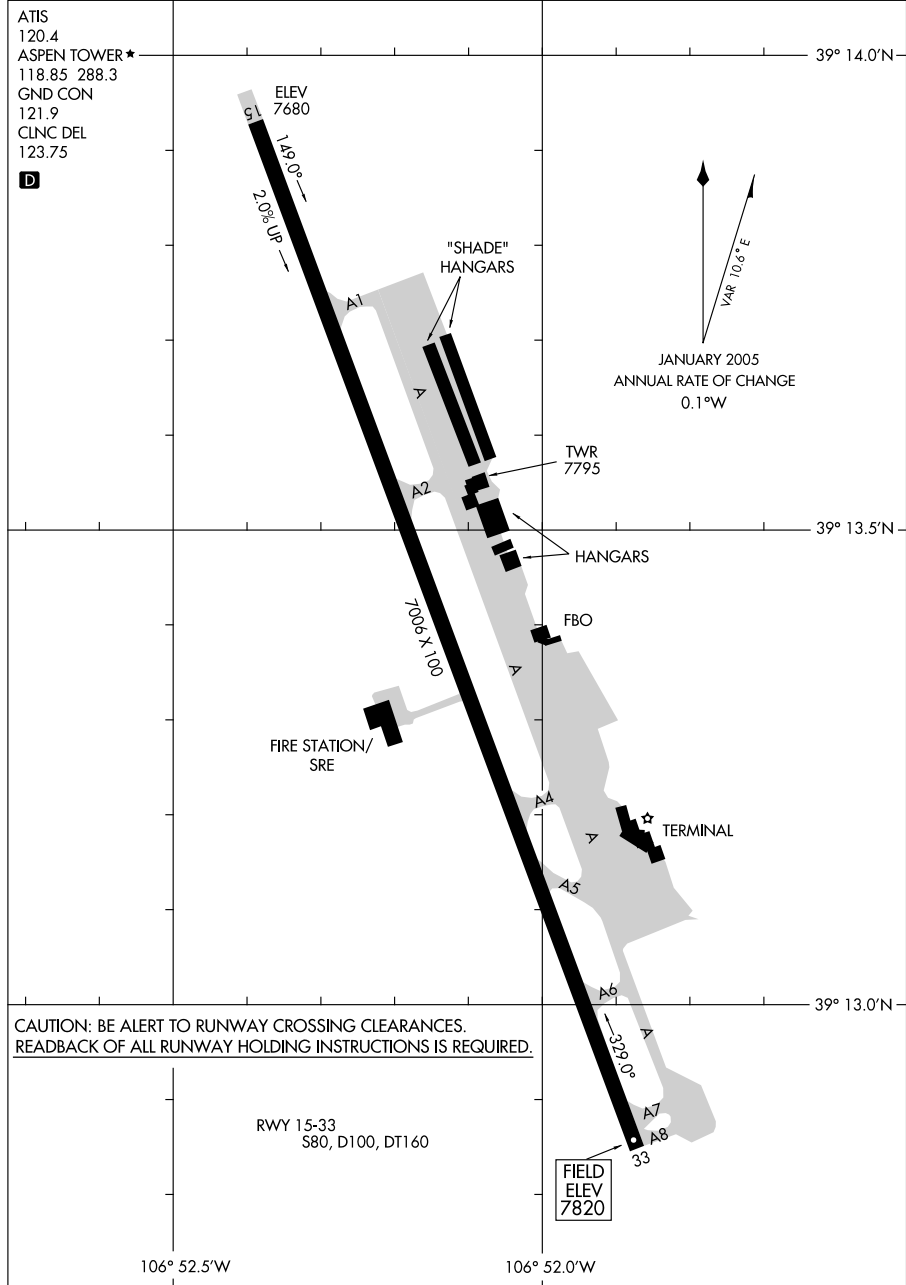 ATIS
120.4
ASPEN TOWER★
118.85 288.3
GND CON
121.9
CLNC DEL
123.75
D
39° 14.0'N
ELEV
7680
15
149.0°
2.0% UP
VAR 10.6° E
JANUARY 2005
ANNUAL RATE OF CHANGE
0.1°W
"SHADE"
HANGARS
A1
A
TWR
7795
A2
39° 13.5'N
HANGARS
7006 X 100
FBO
A
FIRE STATION/
SRE
A4
A
TERMINAL
A5
A6
39° 13.0'N
CAUTION: BE ALERT TO RUNWAY CROSSING CLEARANCES.
READBACK OF ALL RUNWAY HOLDING INSTRUCTIONS IS REQUIRED.
329.0°
A
A7
A8
33
RWY 15-33
S80, D100, DT160
FIELD
ELEV
7820
106° 52.5'W
106° 52.0'W